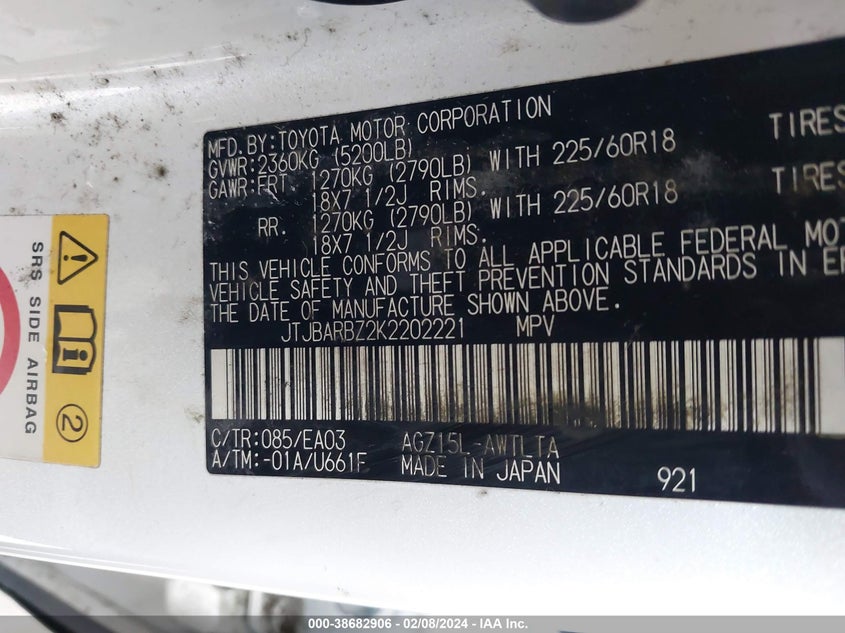 MFD.BY:TOYOTA MOTOR CORPORATION
GVWR:2360KG (5200LB)
GAWR:FRT. 1270KG (2790LB) WITH 225/60R18 TIRES
18X7 1/2J RIMS.
RR. 1270KG (2790LB) WITH 225/60R18 TIRES
18X7 1/2J RIMS.
THIS VEHICLE CONFORMS TO ALL APPLICABLE FEDERAL MOT
VEHICLE SAFETY AND THEFT PREVENTION STANDARDS IN EF
THE DATE OF MANUFACTURE SHOWN ABOVE.
JTJBARBZ2K2202221 MPV
C/TR:085/EA03 AGZ15L-AWTLTA
A/TM:-01A/U661F MADE IN JAPAN 921
SRS SIDE AIRBAG
2
000-38682906 - 02/08/2024 - IAA Inc.